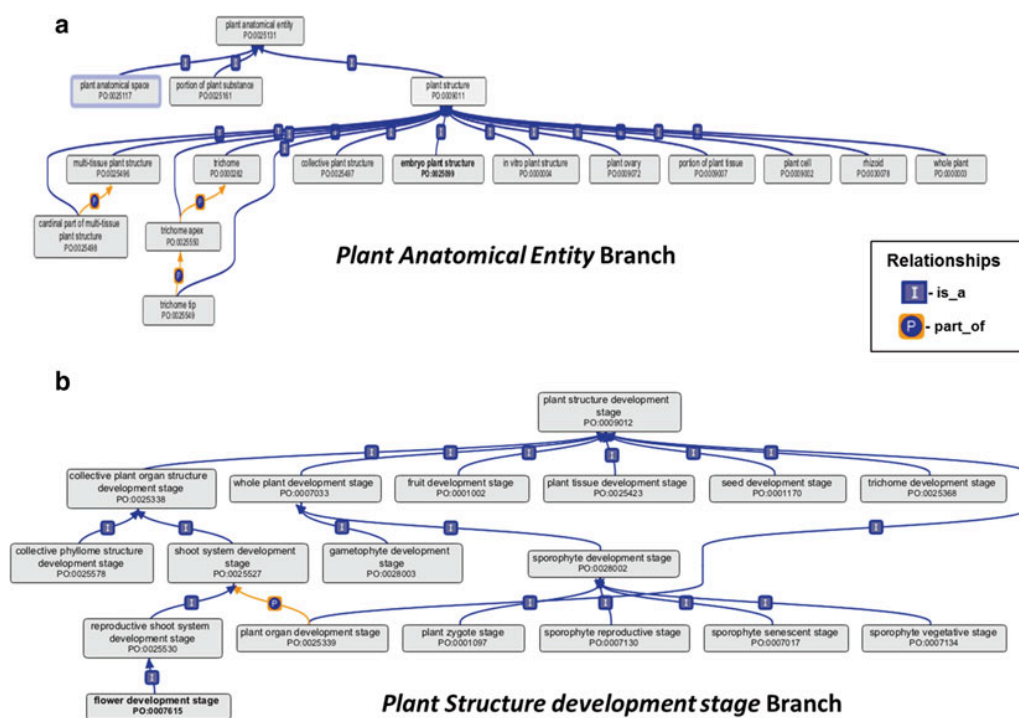 a
plant anatomical entity
PO:0025131
I
I
I
plant anatomical space
PO:0025117
portion of plant substance
PO:0025161
plant structure
PO:0009011
I
I
I
I
I
I
I
I
I
I
I
multi-tissue plant structure
PO:0025496
trichome
PO:0000282
collective plant structure
PO:0025497
embryo plant structure
PO:0025099
in vitro plant structure
PO:0000004
plant ovary
PO:0009072
portion of plant tissue
PO:0009007
plant cell
PO:0009002
rhizoid
PO:0030078
whole plant
PO:0000003
P
P
cardinal part of multi-tissue
plant structure
PO:0025498
trichome apex
PO:0025550
P
trichome tip
PO:0025549
Plant Anatomical Entity Branch
Relationships
I - is_a
P - part_of
b
plant structure development
stage
PO:0009012
I
I
I
I
I
I
collective plant organ structure
development stage
PO:0025338
whole plant development stage
PO:0007033
fruit development stage
PO:0001002
plant tissue development stage
PO:0025423
seed development stage
PO:0001170
trichome development stage
PO:0025368
I
I
I
I
I
collective phyllome structure
development stage
PO:0025578
shoot system development
stage
PO:0025527
gametophyte development
stage
PO:0028003
sporophyte development stage
PO:0028002
I
P
I
I
I
I
reproductive shoot system
development stage
PO:0025530
plant organ development stage
PO:0025339
plant zygote stage
PO:0001097
sporophyte reproductive stage
PO:0007130
sporophyte senescent stage
PO:0007017
sporophyte vegetative stage
PO:0007134
I
flower development stage
PO:0007615
Plant Structure development stage Branch